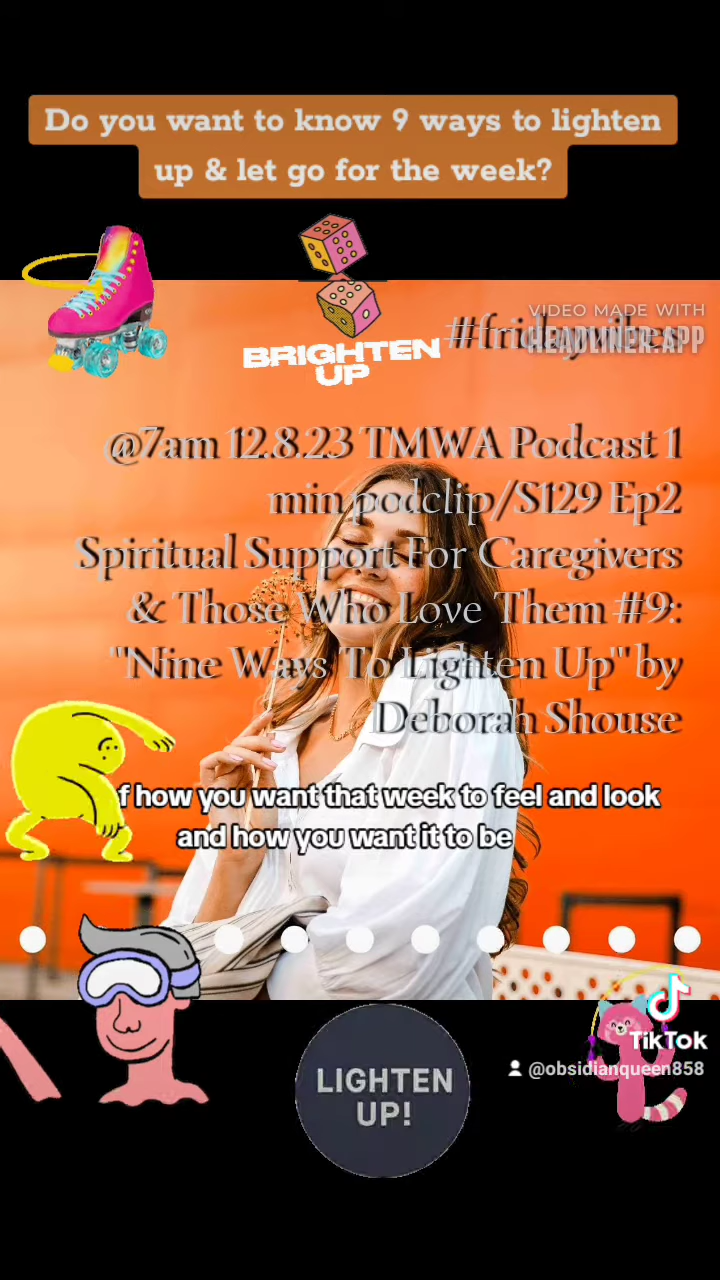 Do you want to know 9 ways to lighten
up & let go for the week?
BRIGHTEN
UP
#fridayvibes
VIDEO MADE WITH
HEADLINER.APP
@7am 12.8.23 TMWA Podcast 1
min podclip/S129 Ep2
Spiritual Support For Caregivers
& Those Who Love Them #9:
"Nine Ways To Lighten Up" by
Deborah Shouse
f how you want that week to feel and look
and how you want it to be
TikTok
@obsidianqueen858
LIGHTEN
UP!